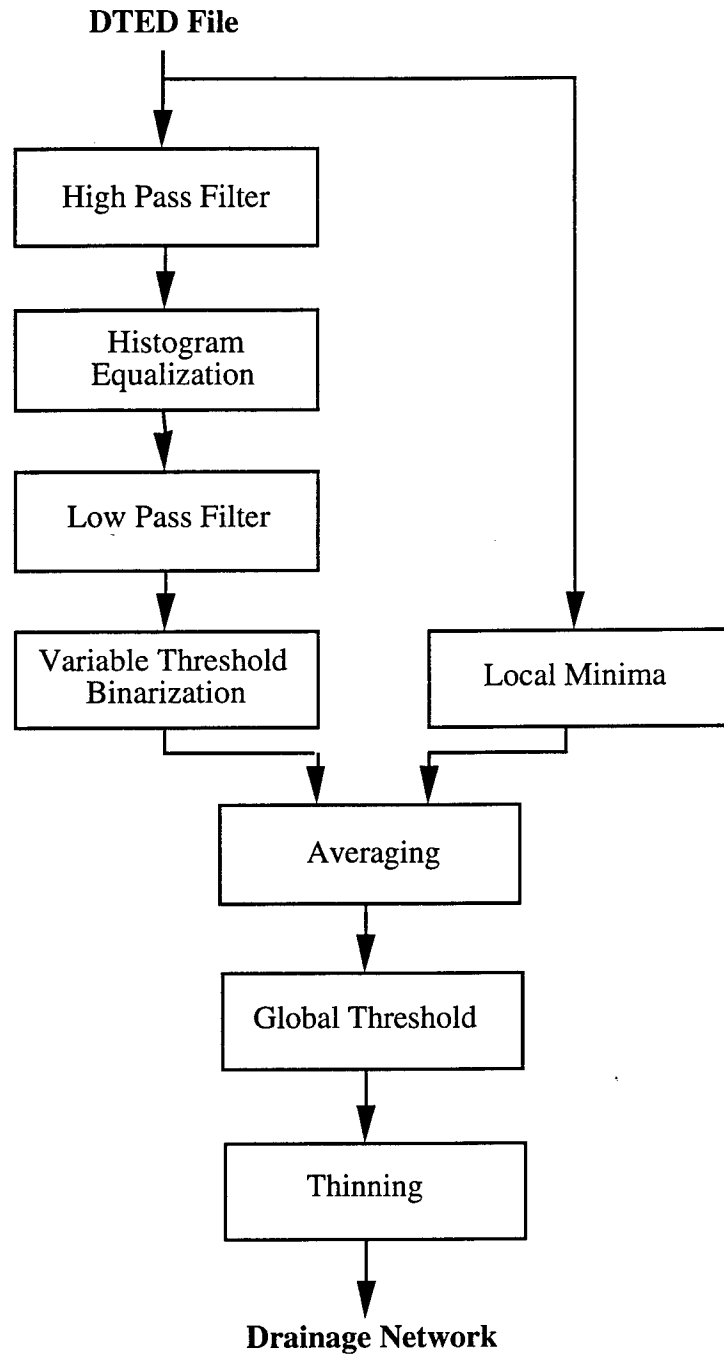 DTED File
High Pass Filter
Histogram
Equalization
Low Pass Filter
Variable Threshold
Binarization
Local Minima
Averaging
Global Threshold
Thinning
Drainage Network